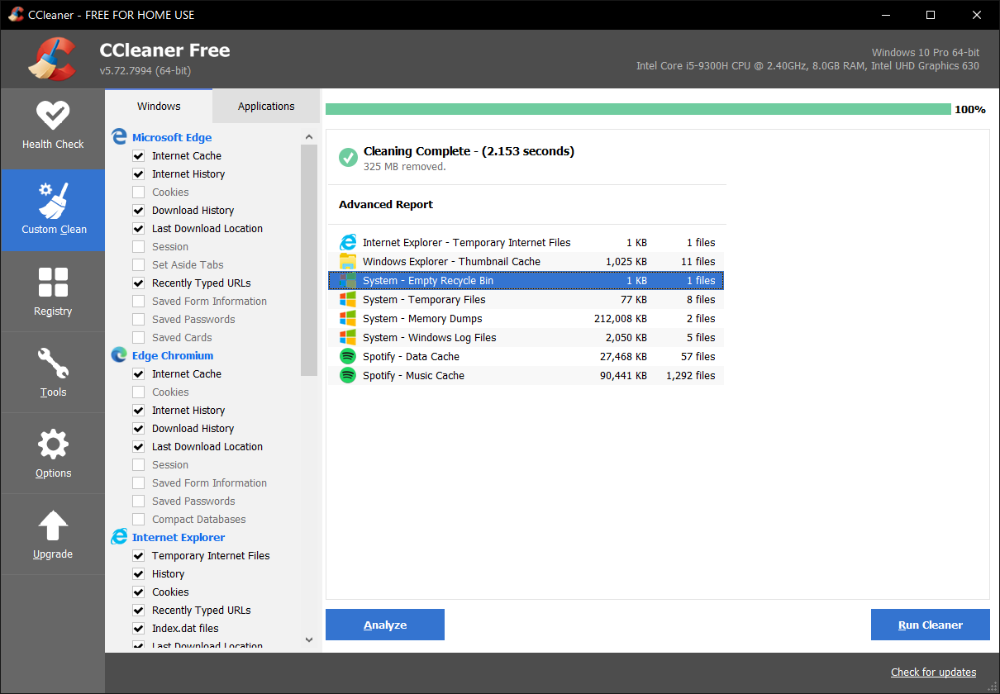 CCleaner - FREE FOR HOME USE
CCleaner Free
v5.72.7994 (64-bit)
Windows 10 Pro 64-bit
Intel Core i5-9300H CPU @ 2.40GHz, 8.0GB RAM, Intel UHD Graphics 630
Health Check
Custom Clean
Registry
Tools
Options
Upgrade
Windows
Applications
Microsoft Edge
Internet Cache
Internet History
Cookies
Download History
Last Download Location
Session
Set Aside Tabs
Recently Typed URLs
Saved Form Information
Saved Passwords
Saved Cards
Edge Chromium
Internet Cache
Cookies
Internet History
Download History
Last Download Location
Session
Saved Form Information
Saved Passwords
Compact Databases
Internet Explorer
Temporary Internet Files
History
Cookies
Recently Typed URLs
Index.dat files
Last Download Location
100%
Cleaning Complete - (2.153 seconds)
325 MB removed.
Advanced Report
Internet Explorer - Temporary Internet Files 1 KB 1 files
Windows Explorer - Thumbnail Cache 1,025 KB 11 files
System - Empty Recycle Bin 1 KB 1 files
System - Temporary Files 77 KB 8 files
System - Memory Dumps 212,008 KB 2 files
System - Windows Log Files 2,050 KB 5 files
Spotify - Data Cache 27,468 KB 57 files
Spotify - Music Cache 90,441 KB 1,292 files
Analyze
Run Cleaner
Check for updates